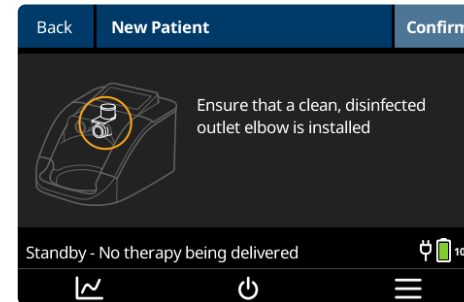 Back New Patient Confirm
Ensure that a clean, disinfected
outlet elbow is installed
Standby - No therapy being delivered